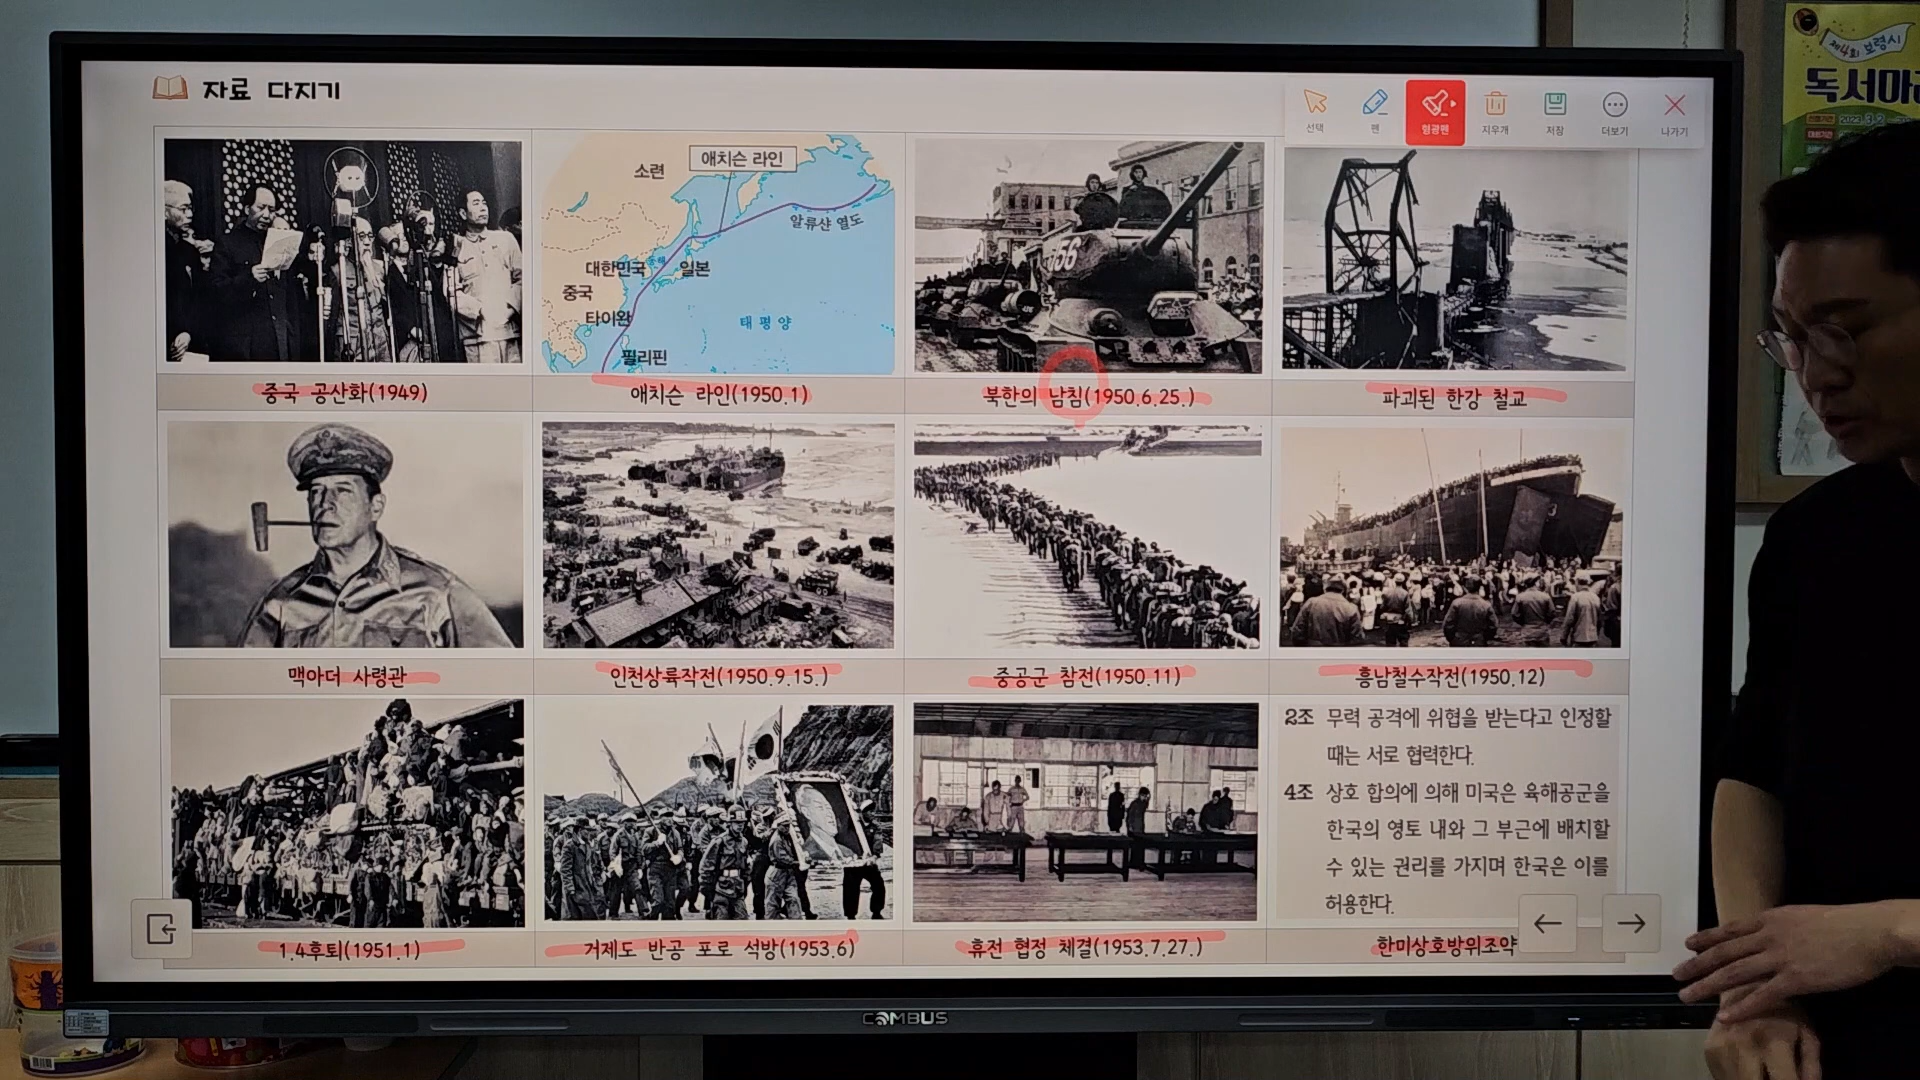 자료 다지기
선택
펜
형광펜
지우개
저장
더보기
나가기
제4회 보령시
소련
애치슨 라인
알류샨 열도
대한민국
동해
일본
중국
타이완
태평양
필리핀
56
중국 공산화(1949)
애치슨 라인(1950.1)
북한의 남침(1950.6.25.)
파괴된 한강 철교
맥아더 사령관
인천상륙작전(1950.9.15.)
중공군 참전(1950.11)
흥남철수작전(1950.12)
2조 무력 공격에 위협을 받는다고 인정할
때는 서로 협력한다.
4조 상호 합의에 의해 미국은 육해공군을
한국의 영토 내와 그 부근에 배치할
수 있는 권리를 가지며 한국은 이를
허용한다.
1.4후퇴(1951.1)
거제도 반공 포로 석방(1953.6)
휴전 협정 체결(1953.7.27.)
한미상호방위조약
COMBUS